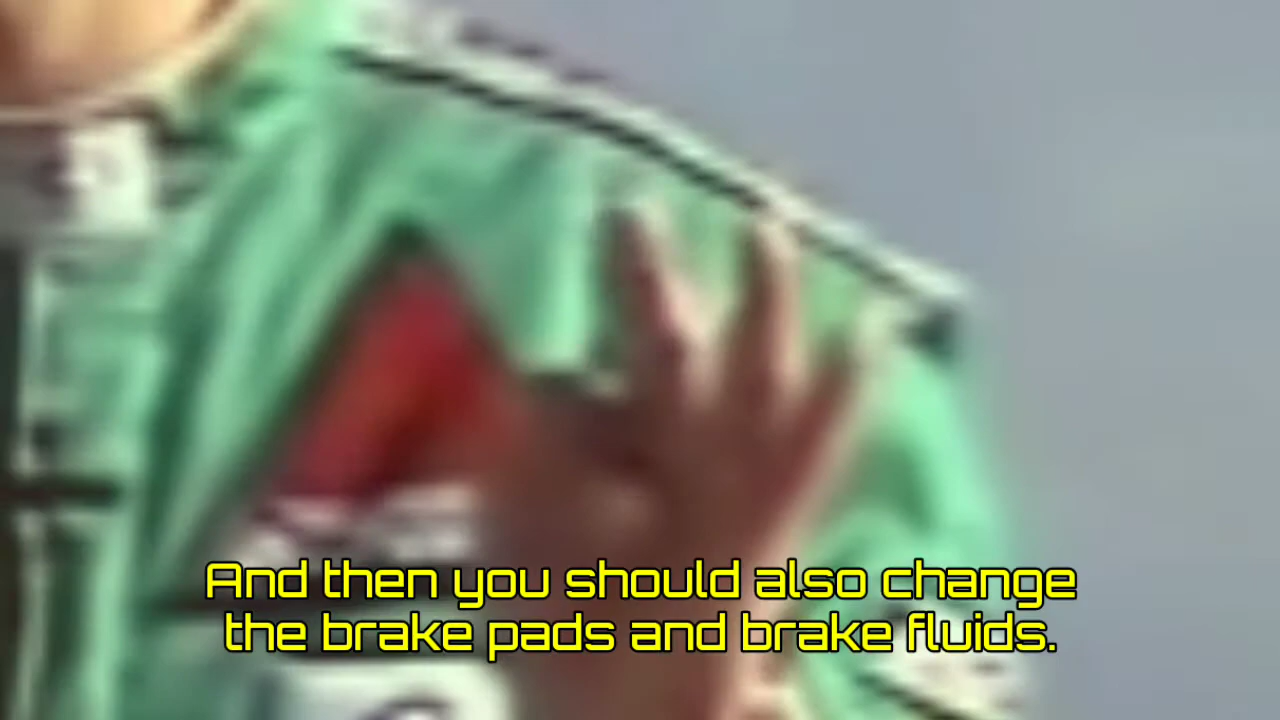 And then you should also change
the brake pads and brake fluids.